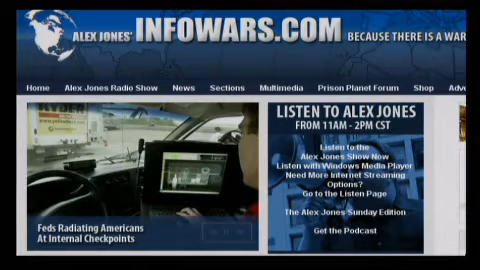 ALEX JONES' INFOWARS.COM BECAUSE THERE IS A WAR
Home Alex Jones Radio Show News Sections Multimedia Prison Planet Forum Shop Adve
RYDER
LISTEN TO ALEX JONES
FROM 11AM - 2PM CST
Listen to the
Alex Jones Show Now
Listen with Windows Media Player
Need More Internet Streaming
Options?
Go to the Listen Page
The Alex Jones Sunday Edition
Get the Podcast
Feds Radiating Americans
At Internal Checkpoints